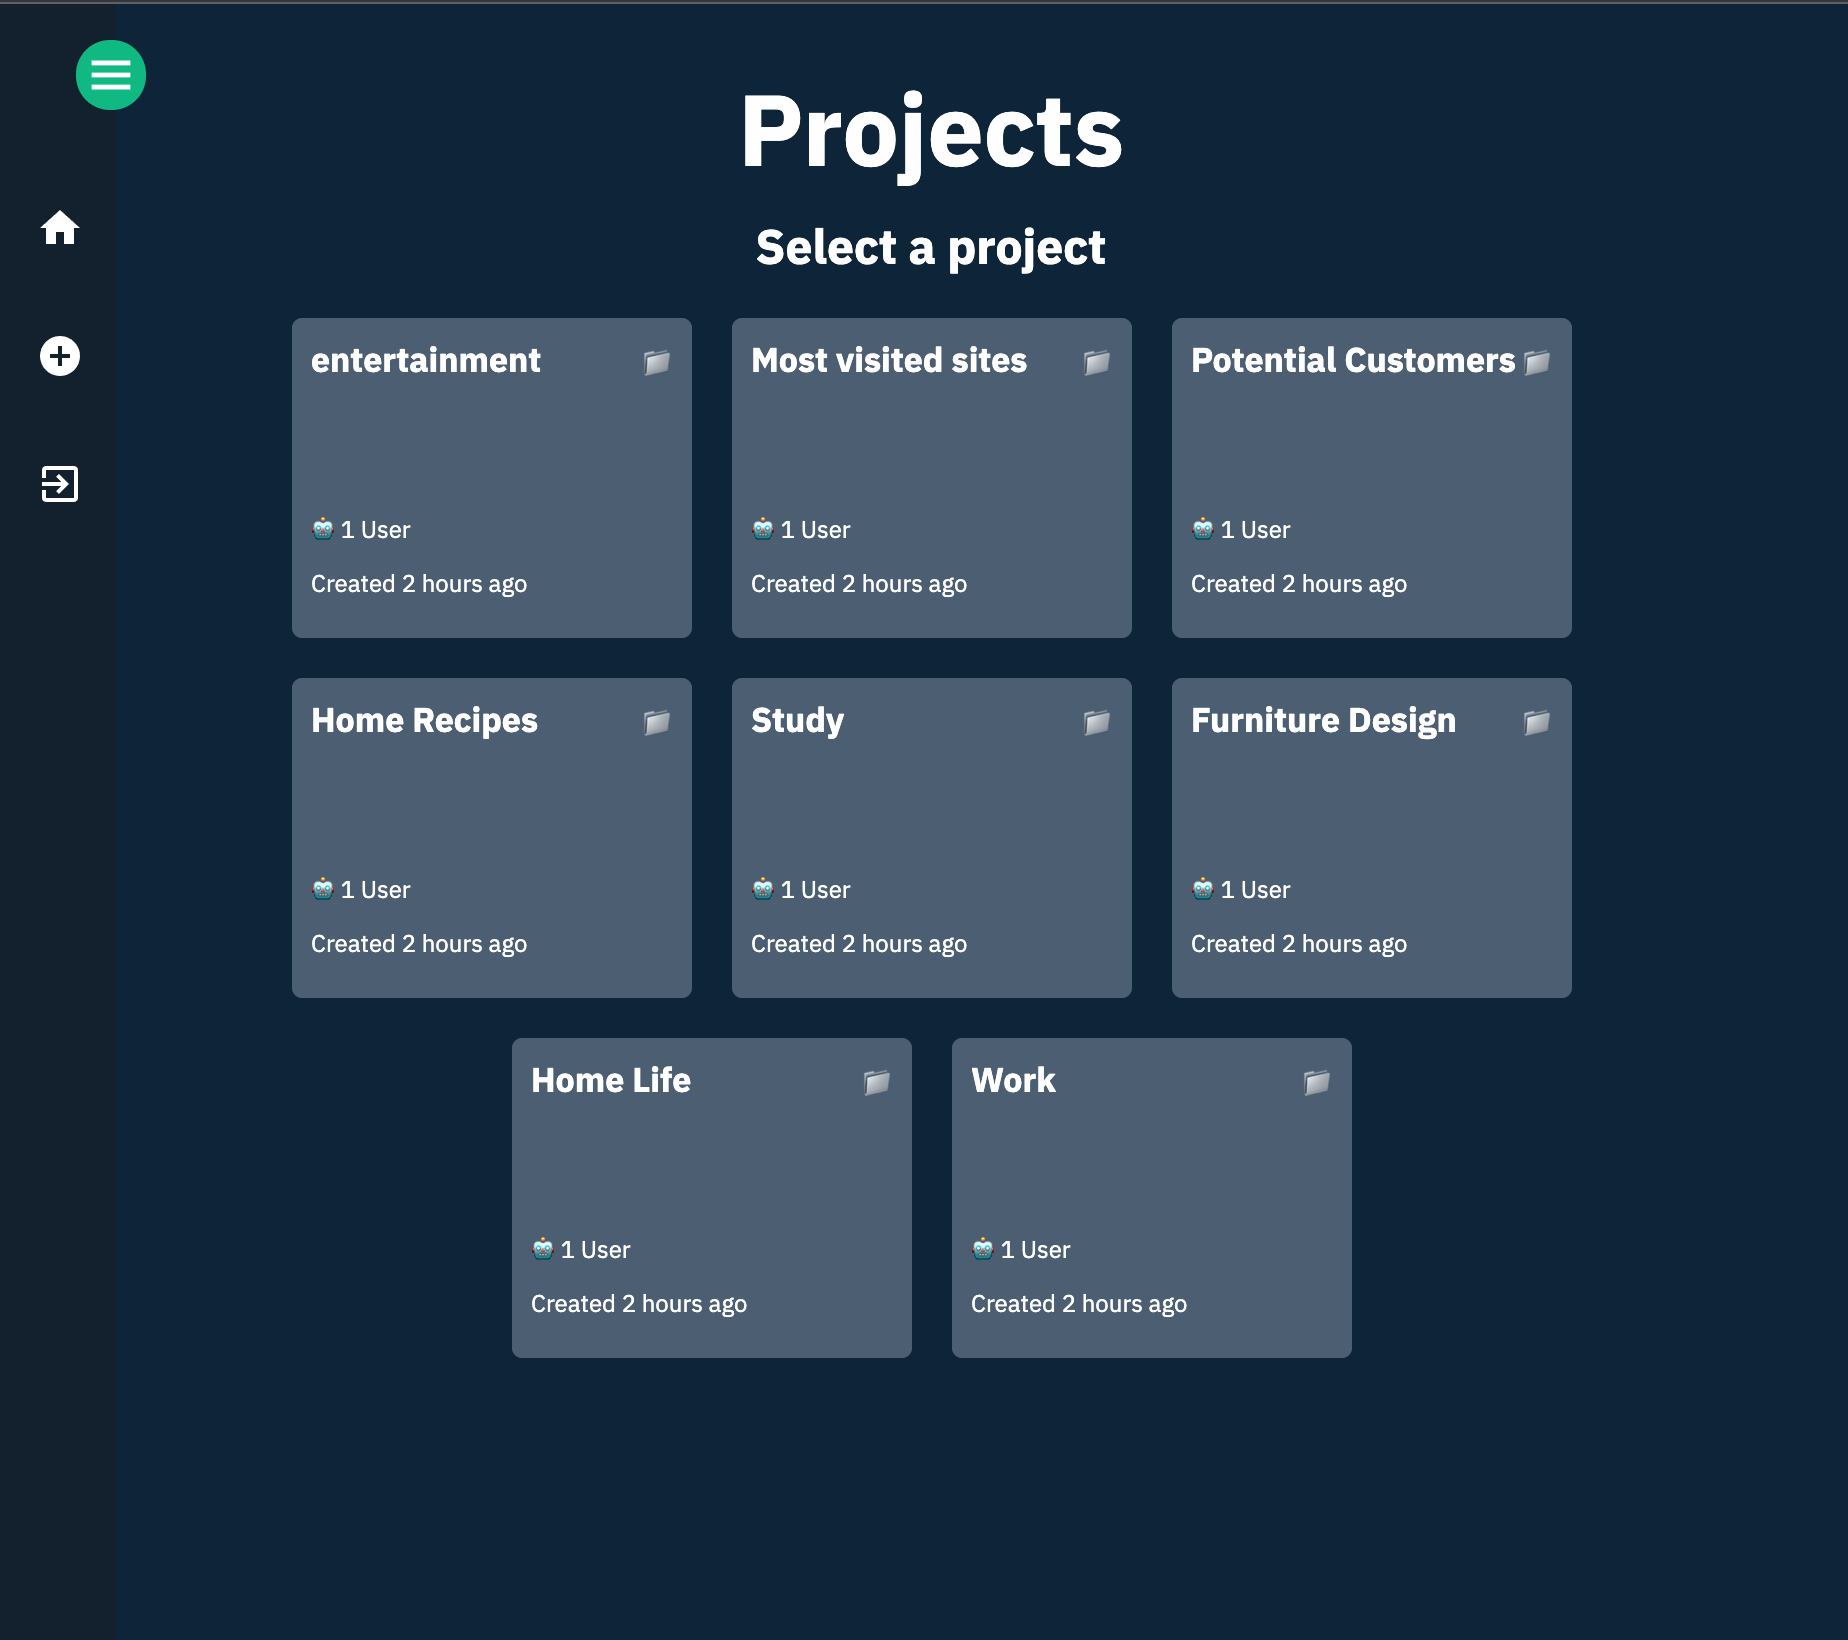 Projects
Select a project
entertainment
1 User
Created 2 hours ago
Most visited sites
1 User
Created 2 hours ago
Potential Customers
1 User
Created 2 hours ago
Home Recipes
1 User
Created 2 hours ago
Study
1 User
Created 2 hours ago
Furniture Design
1 User
Created 2 hours ago
Home Life
1 User
Created 2 hours ago
Work
1 User
Created 2 hours ago